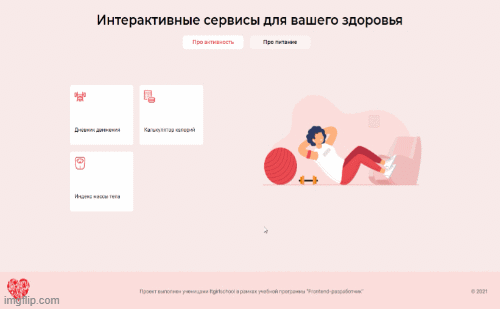 Интерактивные сервисы для вашего здоровья
Про активность
Про питание
Дневник движения
Калькулятор калорий
Индекс массы тела
Проект выполнен ученицами Itgirlschool в рамках учебной программы "Frontend-разработчик"
© 2021
imgflip.com